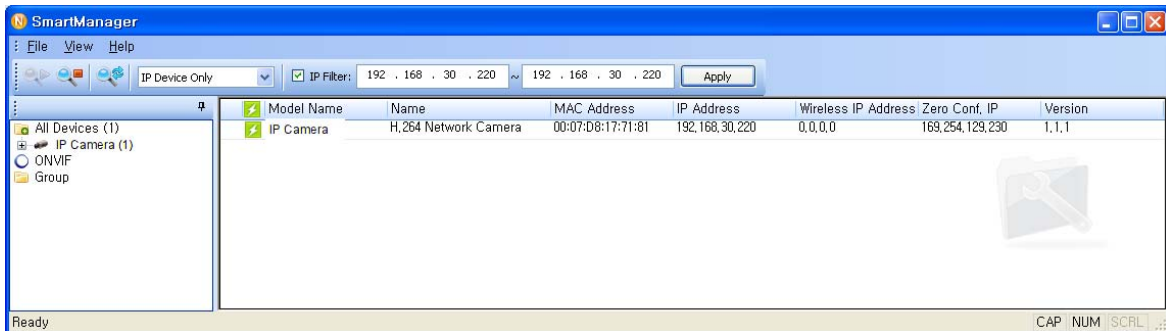 SmartManager
File View Help
IP Device Only IP Filter: 192 . 168 . 30 . 220 ~ 192 . 168 . 30 . 220 Apply
Model Name Name MAC Address IP Address Wireless IP Address Zero Conf, IP Version
All Devices (1) IP Camera H,264 Network Camera 00:07:D8:17:71:81 192,168,30,220 0,0,0,0 169,254,129,230 1,1,1
IP Camera (1)
ONVIF
Group
Ready CAP NUM SCRL